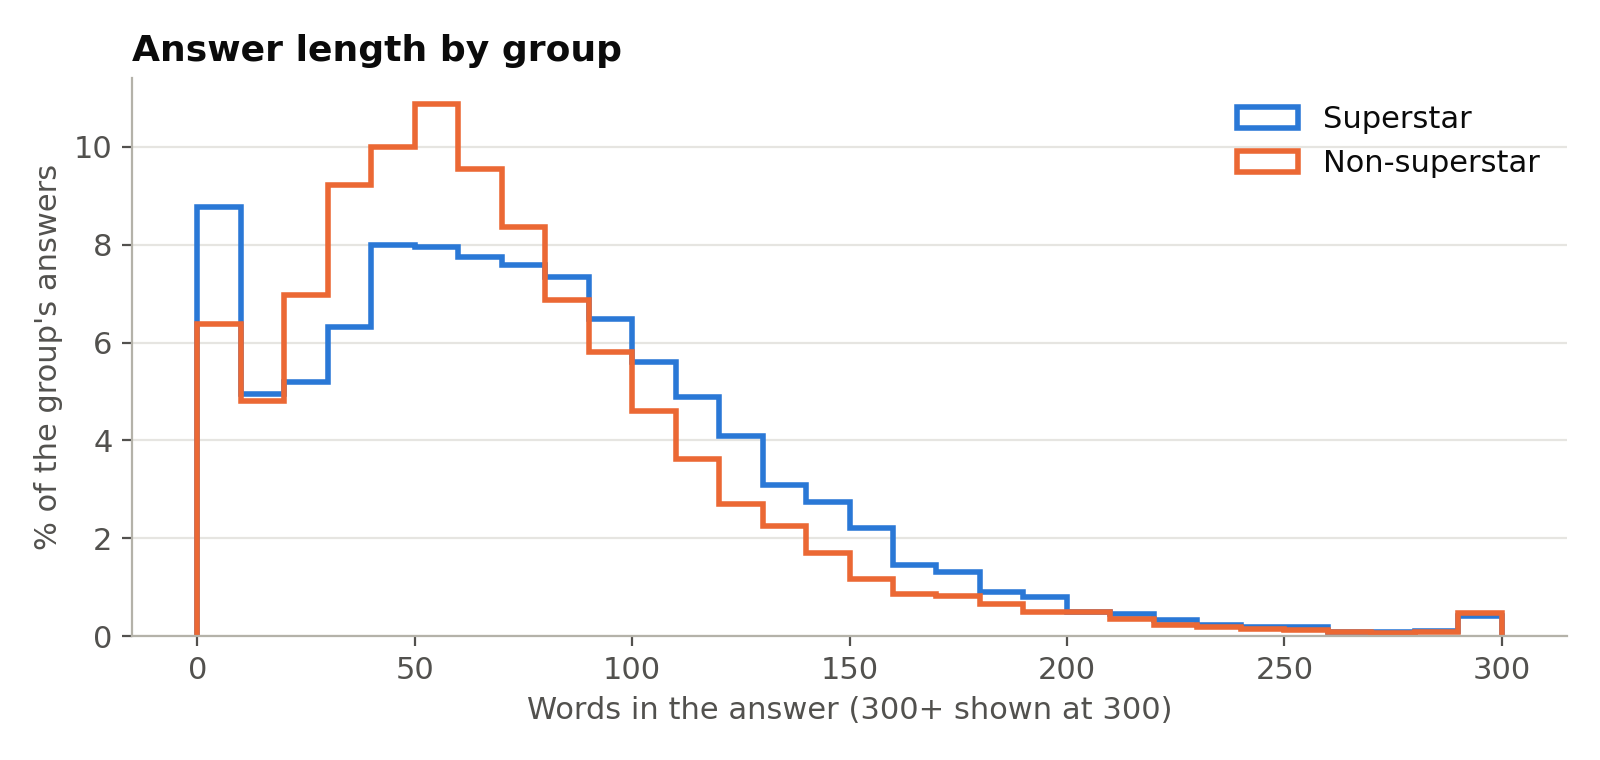 Answer length by group
Superstar
Non-superstar
% of the group's answers
10
8
6
4
2
0
0 50 100 150 200 250 300
Words in the answer (300+ shown at 300)